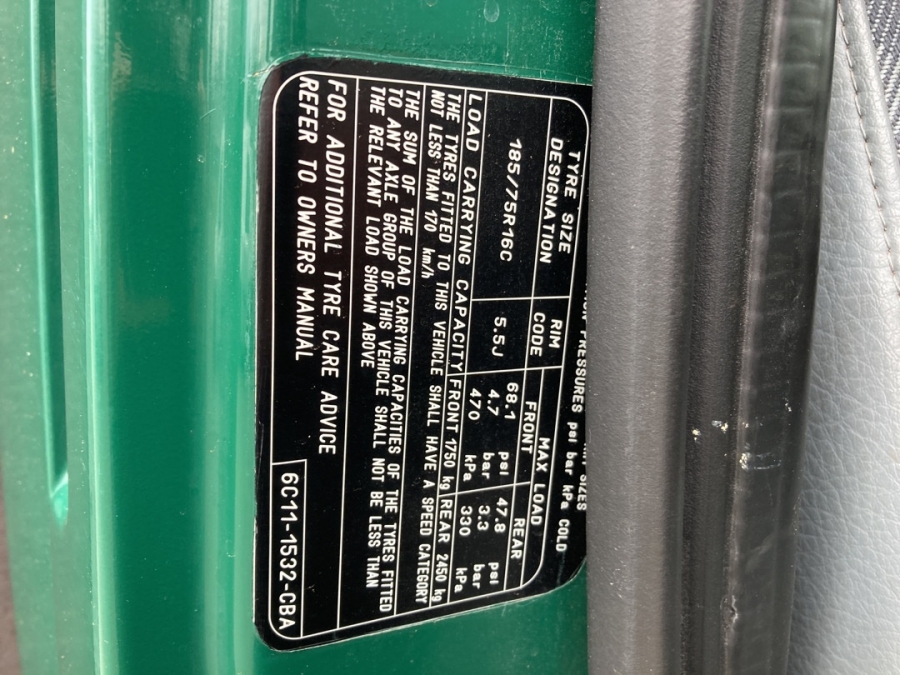 PRESSURES psi bar kPa COLD
SIZES
TYRE SIZE
DESIGNATION
RIM
CODE
MAX LOAD
FRONT
REAR
185/75R16C
5.5J
68.1 psi
4.7 bar
470 kPa
47.8 psi
3.3 bar
330 kPa
LOAD CARRYING CAPACITY FRONT 1750 kg REAR 2450 kg
THE TYRES FITTED TO THIS VEHICLE SHALL HAVE A SPEED CATEGORY
NOT LESS THAN 170 km/h
THE SUM OF THE LOAD CARRYING CAPACITIES OF THE TYRES FITTED
TO ANY AXLE GROUP OF THIS VEHICLE SHALL NOT BE LESS THAN
THE RELEVANT LOAD SHOWN ABOVE
FOR ADDITIONAL TYRE CARE ADVICE
REFER TO OWNERS MANUAL
6C11-1532-CBA